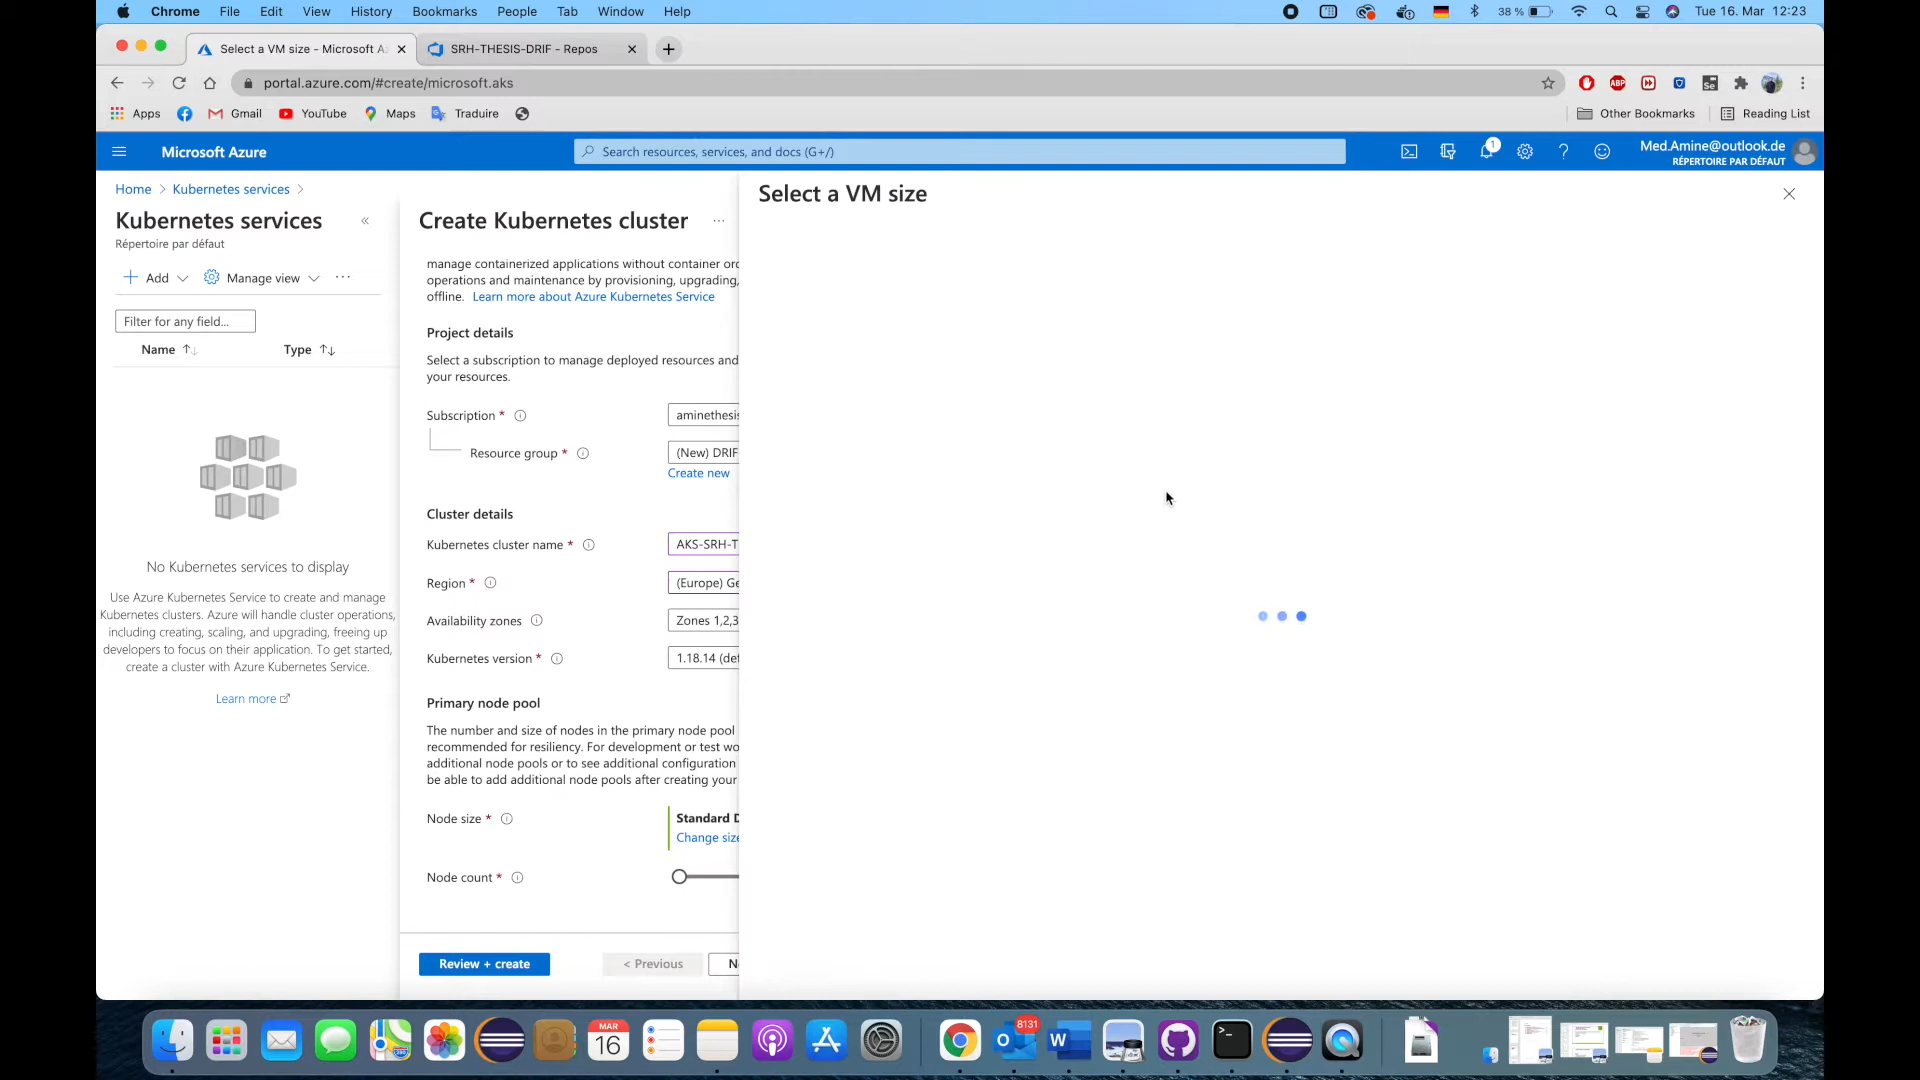 Chrome File Edit View History Bookmarks People Tab Window Help
38 % Tue 16. Mar 12:23
Select a VM size - Microsoft A
SRH-THESIS-DRIF - Repos
portal.azure.com/#create/microsoft.aks
ABP
Se
Apps Gmail YouTube Maps Traduire
Other Bookmarks Reading List
Microsoft Azure
Search resources, services, and docs (G+/)
1
Med.Amine@outlook.de
RÉPERTOIRE PAR DÉFAUT
Home > Kubernetes services >
Kubernetes services
Répertoire par défaut
Add Manage view ...
Filter for any field...
Name Type
No Kubernetes services to display
Use Azure Kubernetes Service to create and manage
Kubernetes clusters. Azure will handle cluster operations,
including creating, scaling, and upgrading, freeing up
developers to focus on their application. To get started,
create a cluster with Azure Kubernetes Service.
Learn more
Create Kubernetes cluster ...
manage containerized applications without container orc
operations and maintenance by provisioning, upgrading,
offline. Learn more about Azure Kubernetes Service
Project details
Select a subscription to manage deployed resources and
your resources.
Subscription *
aminethesis
Resource group *
(New) DRIF
Create new
Cluster details
Kubernetes cluster name *
AKS-SRH-T
Region *
(Europe) Ge
Availability zones
Zones 1,2,3
Kubernetes version *
1.18.14 (def
Primary node pool
The number and size of nodes in the primary node pool
recommended for resiliency. For development or test wo
additional node pools or to see additional configuration
be able to add additional node pools after creating your
Node size *
Standard D
Change size
Node count *
Review + create
< Previous
N
Select a VM size
MAR
16
8131